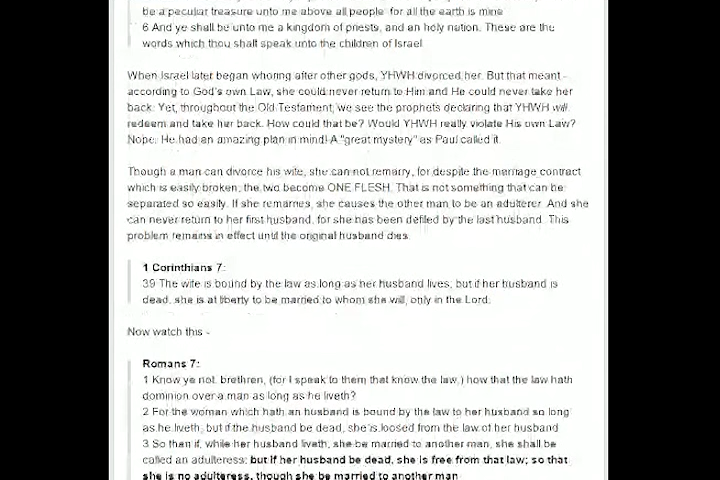 be a peculiar treasure unto me above all people for all the earth is mine
6 And ye shall be unto me a kingdom of priests, and an holy nation. These are the
words which thou shalt speak unto the children of Israel
When Israel later began whoring after other gods, YHWH divorced her. But that meant -
according to God's own Law, she could never return to Him and He could never take her
back. Yet, throughout the Old Testament, we see the prophets declaring that YHWH will
redeem and take her back. How could that be? Would YHWH really violate His own Law?
Nope. He had an amazing plan in mind! A "great mystery" as Paul called it.
Though a man can divorce his wife, she can not remarry, for despite the marriage contract
which is easily broken, the two become ONE FLESH. That is not something that can be
separated so easily. If she remarries, she causes the other man to be an adulterer. And she
can never return to her first husband, for she has been defiled by the last husband. This
problem remains in effect until the original husband dies.
1 Corinthians 7:
39 The wife is bound by the law as long as her husband lives; but if her husband is
dead, she is at liberty to be married to whom she will, only in the Lord.
Now watch this -
Romans 7:
1 Know ye not, brethren, (for I speak to them that know the law,) how that the law hath
dominion over a man as long as he liveth?
2 For the woman which hath an husband is bound by the law to her husband so long
as he liveth; but if the husband be dead, she is loosed from the law of her husband
3 So then if, while her husband liveth, she be married to another man, she shall be
called an adulteress: but if her husband be dead, she is free from that law; so that
she is no adulteress, though she be married to another man